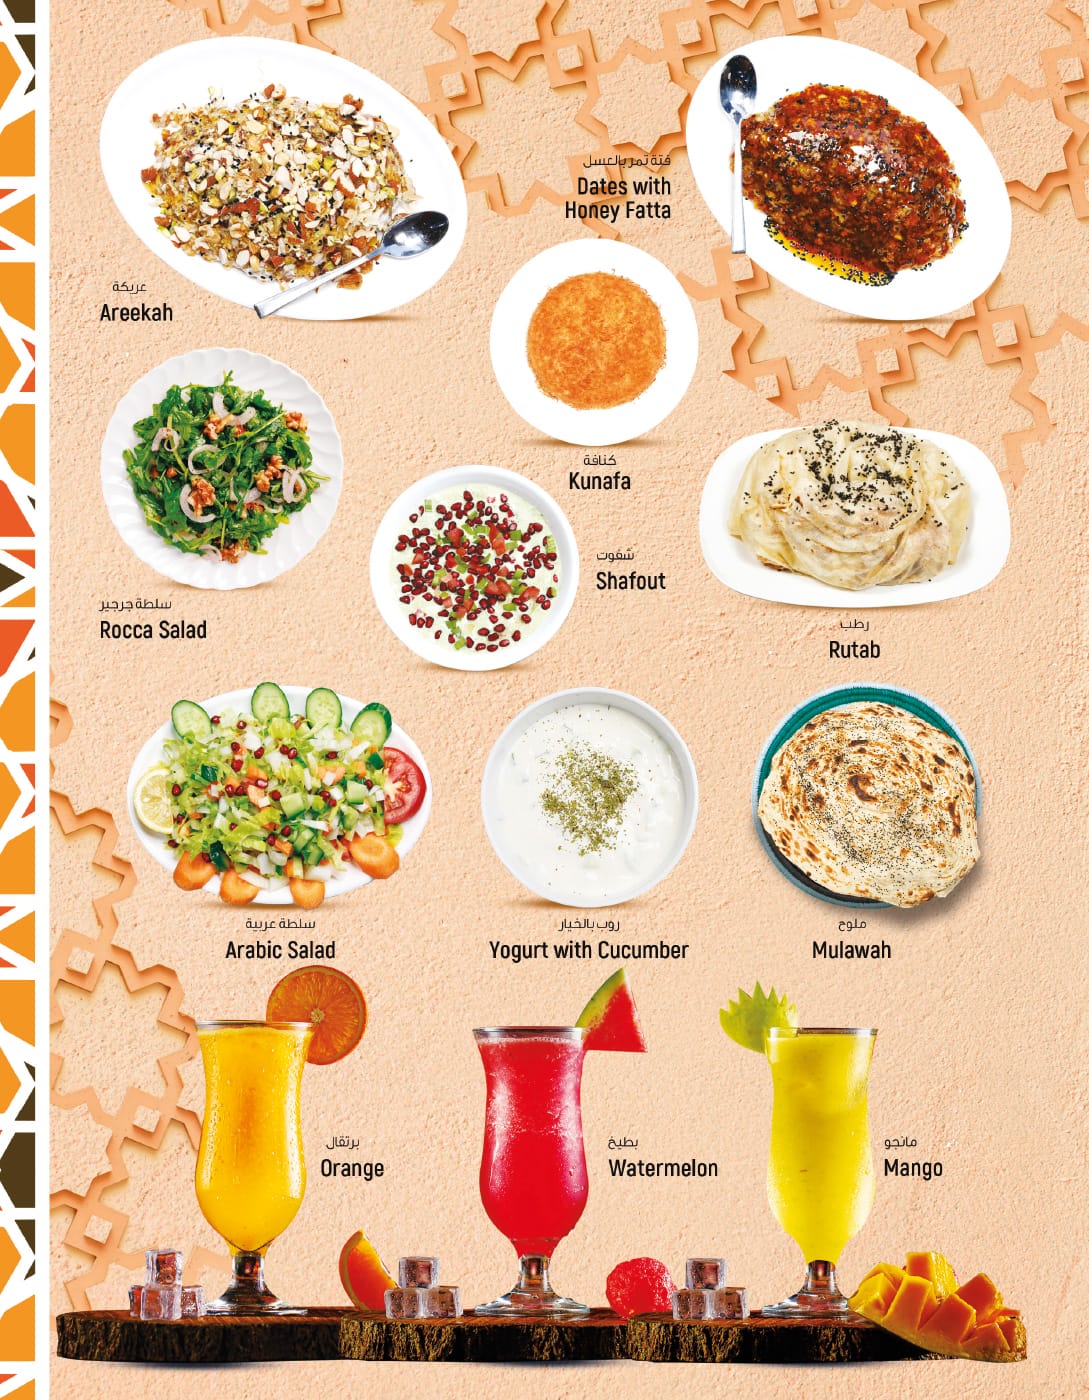 فتة تمر بالعسل
Dates with
Honey Fatta
عريكة
Areekah
كنافة
Kunafa
شفوت
Shafout
سلطة جرجير
Rocca Salad
رطب
Rutab
سلطة عربية
Arabic Salad
روب بالخيار
Yogurt with Cucumber
ملوح
Mulawah
برتقال
Orange
بطيخ
Watermelon
مانجو
Mango